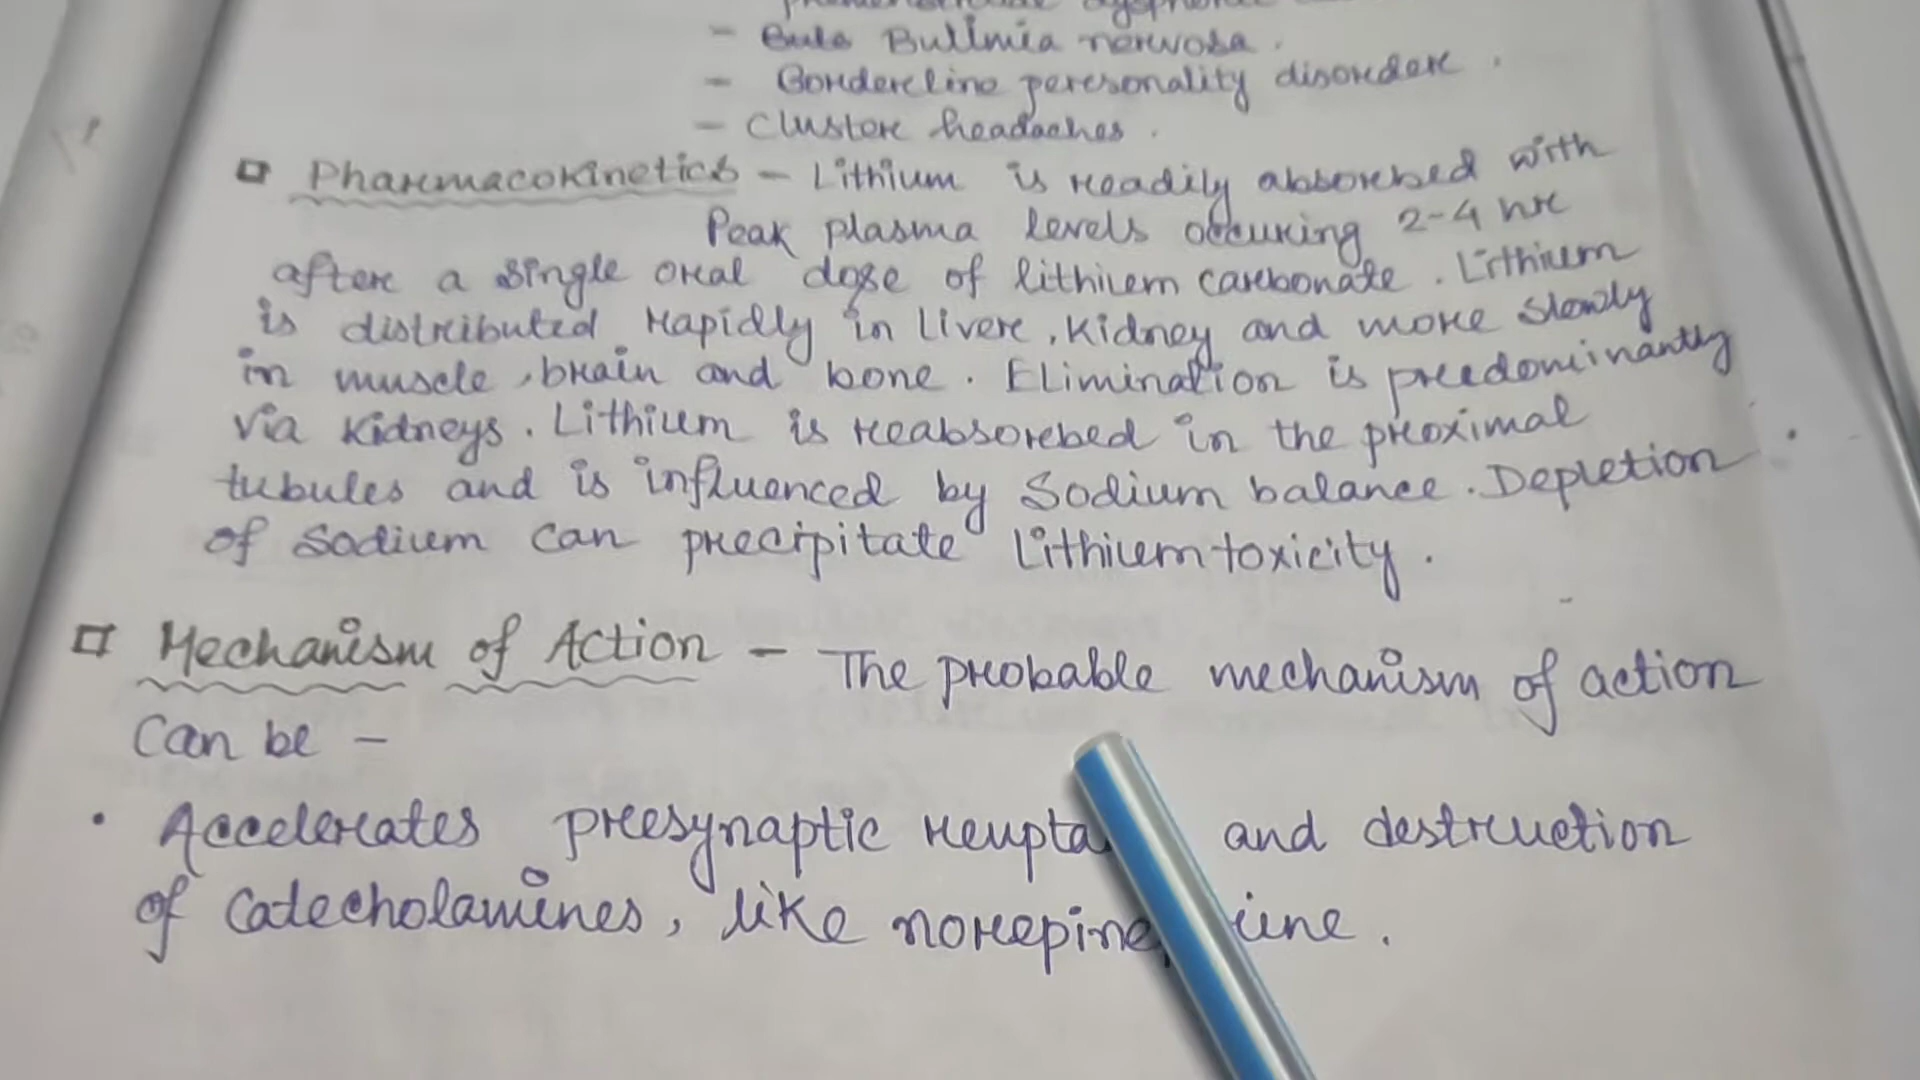 - Bulimia nervosa.
- Borderline personality disorder.
- Cluster headaches.
Pharmacokinetics - Lithium is readily absorbed with
Peak plasma levels occuring 2-4 hr
after a single oral dose of lithium carbonate. Lithium
is distributed rapidly in liver, kidney and more slowly
in muscle, brain and bone. Elimination is predominantly
via kidneys. Lithium is reabsorbed in the proximal
tubules and is influenced by sodium balance. Depletion
of sodium can precipitate lithium toxicity.
Mechanism of Action - The probable mechanism of action
Can be -
• Accelerates presynaptic and destruction
of catecholamines, like